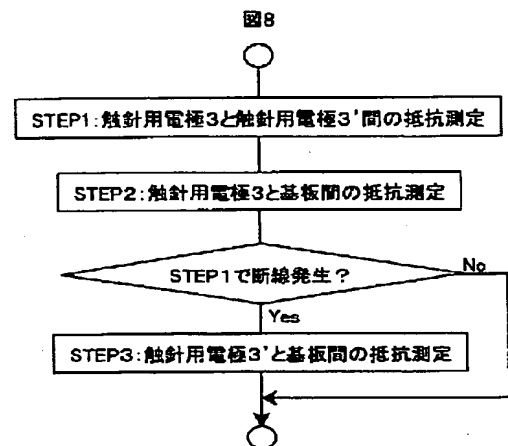 図8
STEP1:触針用電極3と触針用電極3'間の抵抗測定
STEP2:触針用電極3と基板間の抵抗測定
STEP1で断線発生?
No
Yes
STEP3:触針用電極3'と基板間の抵抗測定